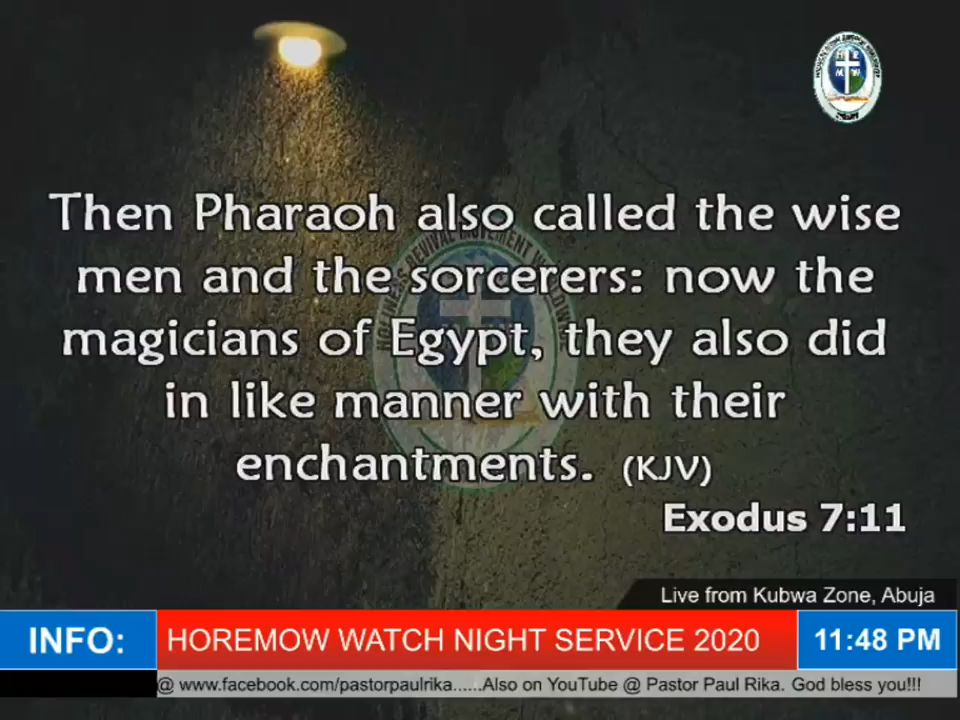 Then Pharaoh also called the wise
men and the sorcerers: now the
magicians of Egypt, they also did
in like manner with their
enchantments. (KJV)
Exodus 7:11
Live from Kubwa Zone, Abuja
INFO: HOREMOW WATCH NIGHT SERVICE 2020 11:48 PM
@ www.facebook.com/pastorpaulrika......Also on YouTube @ Pastor Paul Rika. God bless you!!!